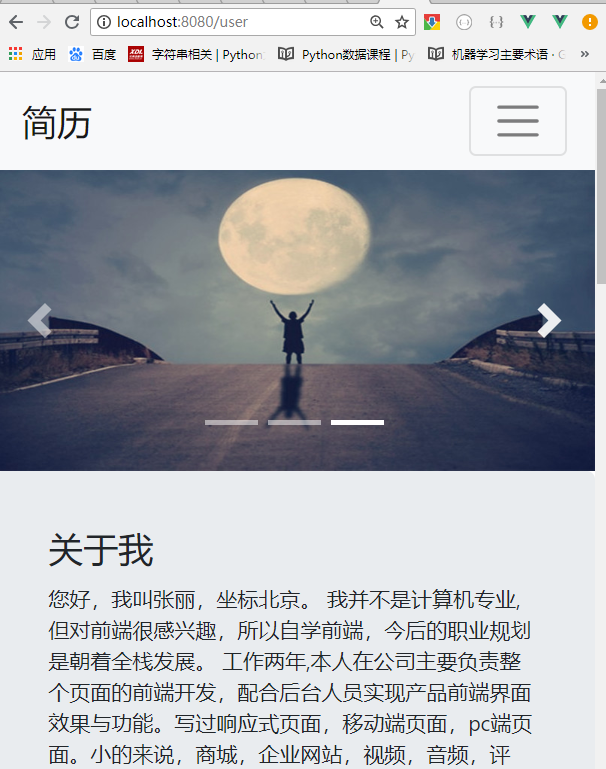 localhost:8080/user
应用 百度 字符串相关 | Python Python数据课程 | Py 机器学习主要术语 · G »
简历
关于我
您好，我叫张丽，坐标北京。 我并不是计算机专业,
但对前端很感兴趣，所以自学前端，今后的职业规划
是朝着全栈发展。 工作两年,本人在公司主要负责整
个页面的前端开发，配合后台人员实现产品前端界面
效果与功能。写过响应式页面，移动端页面，pc端页
面。小的来说，商城，企业网站，视频，音频，评